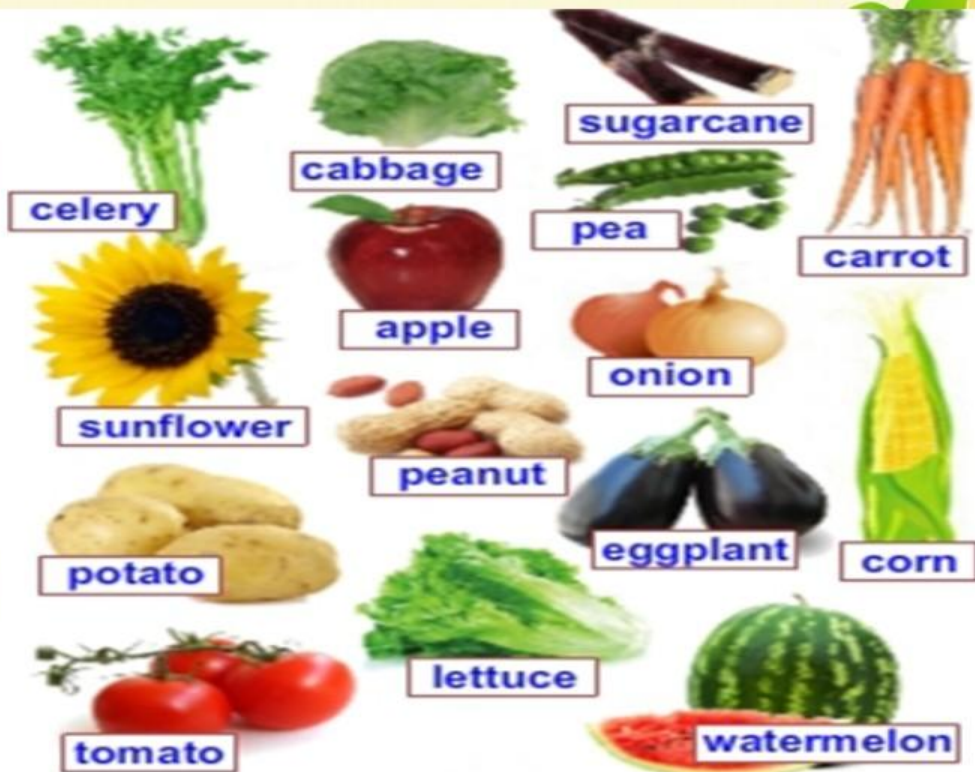 sugarcane
cabbage
celery
pea
carrot
apple
onion
sunflower
peanut
eggplant
corn
potato
lettuce
tomato
watermelon